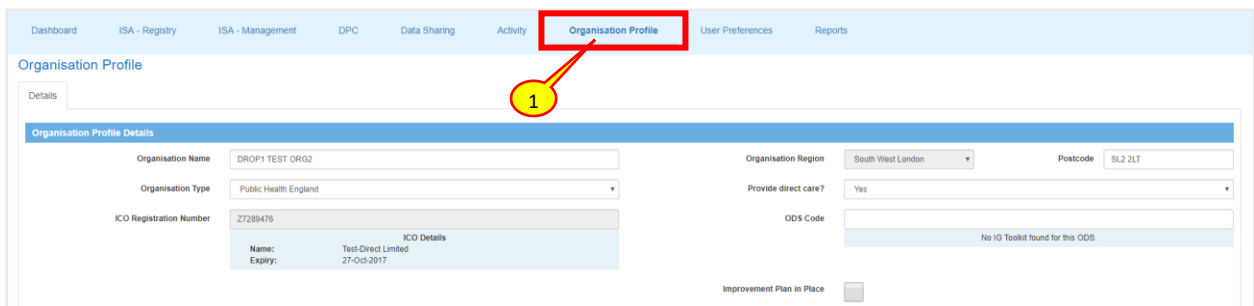 Dashboard ISA - Registry ISA - Management DPC Data Sharing Activity Organisation Profile User Preferences Reports
Organisation Profile
1
Details
Organisation Profile Details
Organisation Name DROP1 TEST ORG2 Organisation Region South West London Postcode SL2 2LT
Organisation Type Public Health England Provide direct care? Yes
ICO Registration Number Z7289476 ODS Code
ICO Details No IG Toolkit found for this ODS.
Name: Test-Direct Limited
Expiry: 27-Oct-2017
Improvement Plan in Place